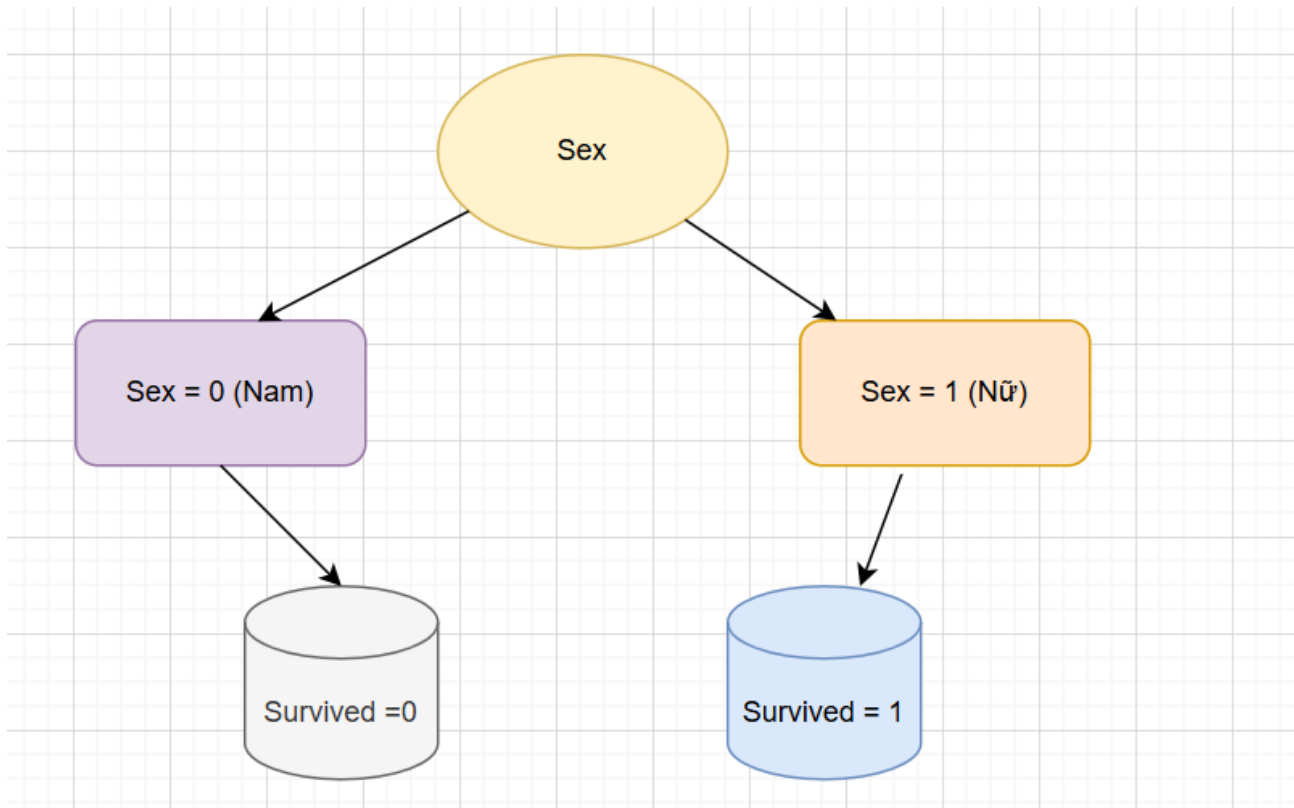 Sex
Sex = 0 (Nam)
Sex = 1 (Nữ)
Survived =0
Survived = 1